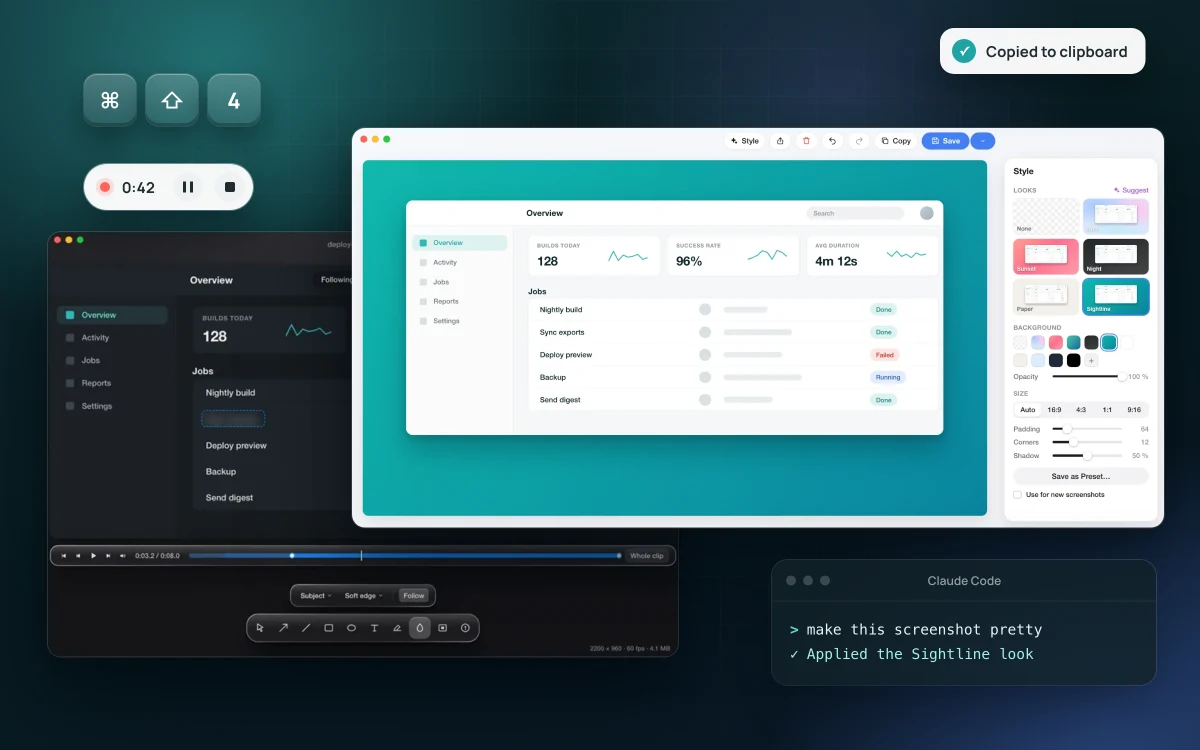 Copied to clipboard
⌘ ⇧ 4
0:42
Style
Copy
Save
deploy
Overview
Following
Overview
Activity
Jobs
Reports
Settings
BUILDS TODAY
128
Jobs
Nightly build
Deploy preview
Backup
Send digest
0:03.2 / 0:08.0
Whole clip
Subject
Soft edge
Follow
T
2200 × 960 · 60 fps · 4.1 MB
Overview
Search
Overview
Activity
Jobs
Reports
Settings
BUILDS TODAY
128
SUCCESS RATE
96%
AVG DURATION
4m 12s
Jobs
Nightly build
Done
Sync exports
Done
Deploy preview
Failed
Backup
Running
Send digest
Done
Style
LOOKS
Suggest
None
Sunset
Night
Paper
Sightline
BACKGROUND
+
Opacity
100 %
SIZE
Auto 16:9 4:3 1:1 9:16
Padding
64
Corners
12
Shadow
50 %
Save as Preset...
Use for new screenshots
Claude Code
> make this screenshot pretty
✓ Applied the Sightline look